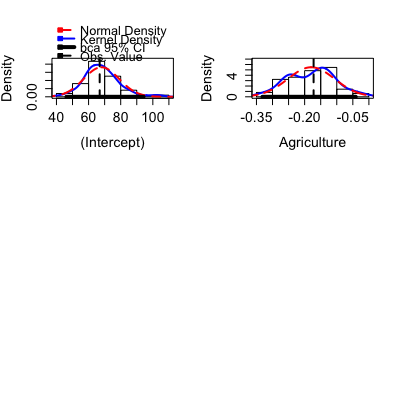 Normal Density
Kernel Density
bca 95% CI
Obs. Value
Density
0.00
40 60 80 100
(Intercept)
Density
4
0
-0.35 -0.20 -0.05
Agriculture